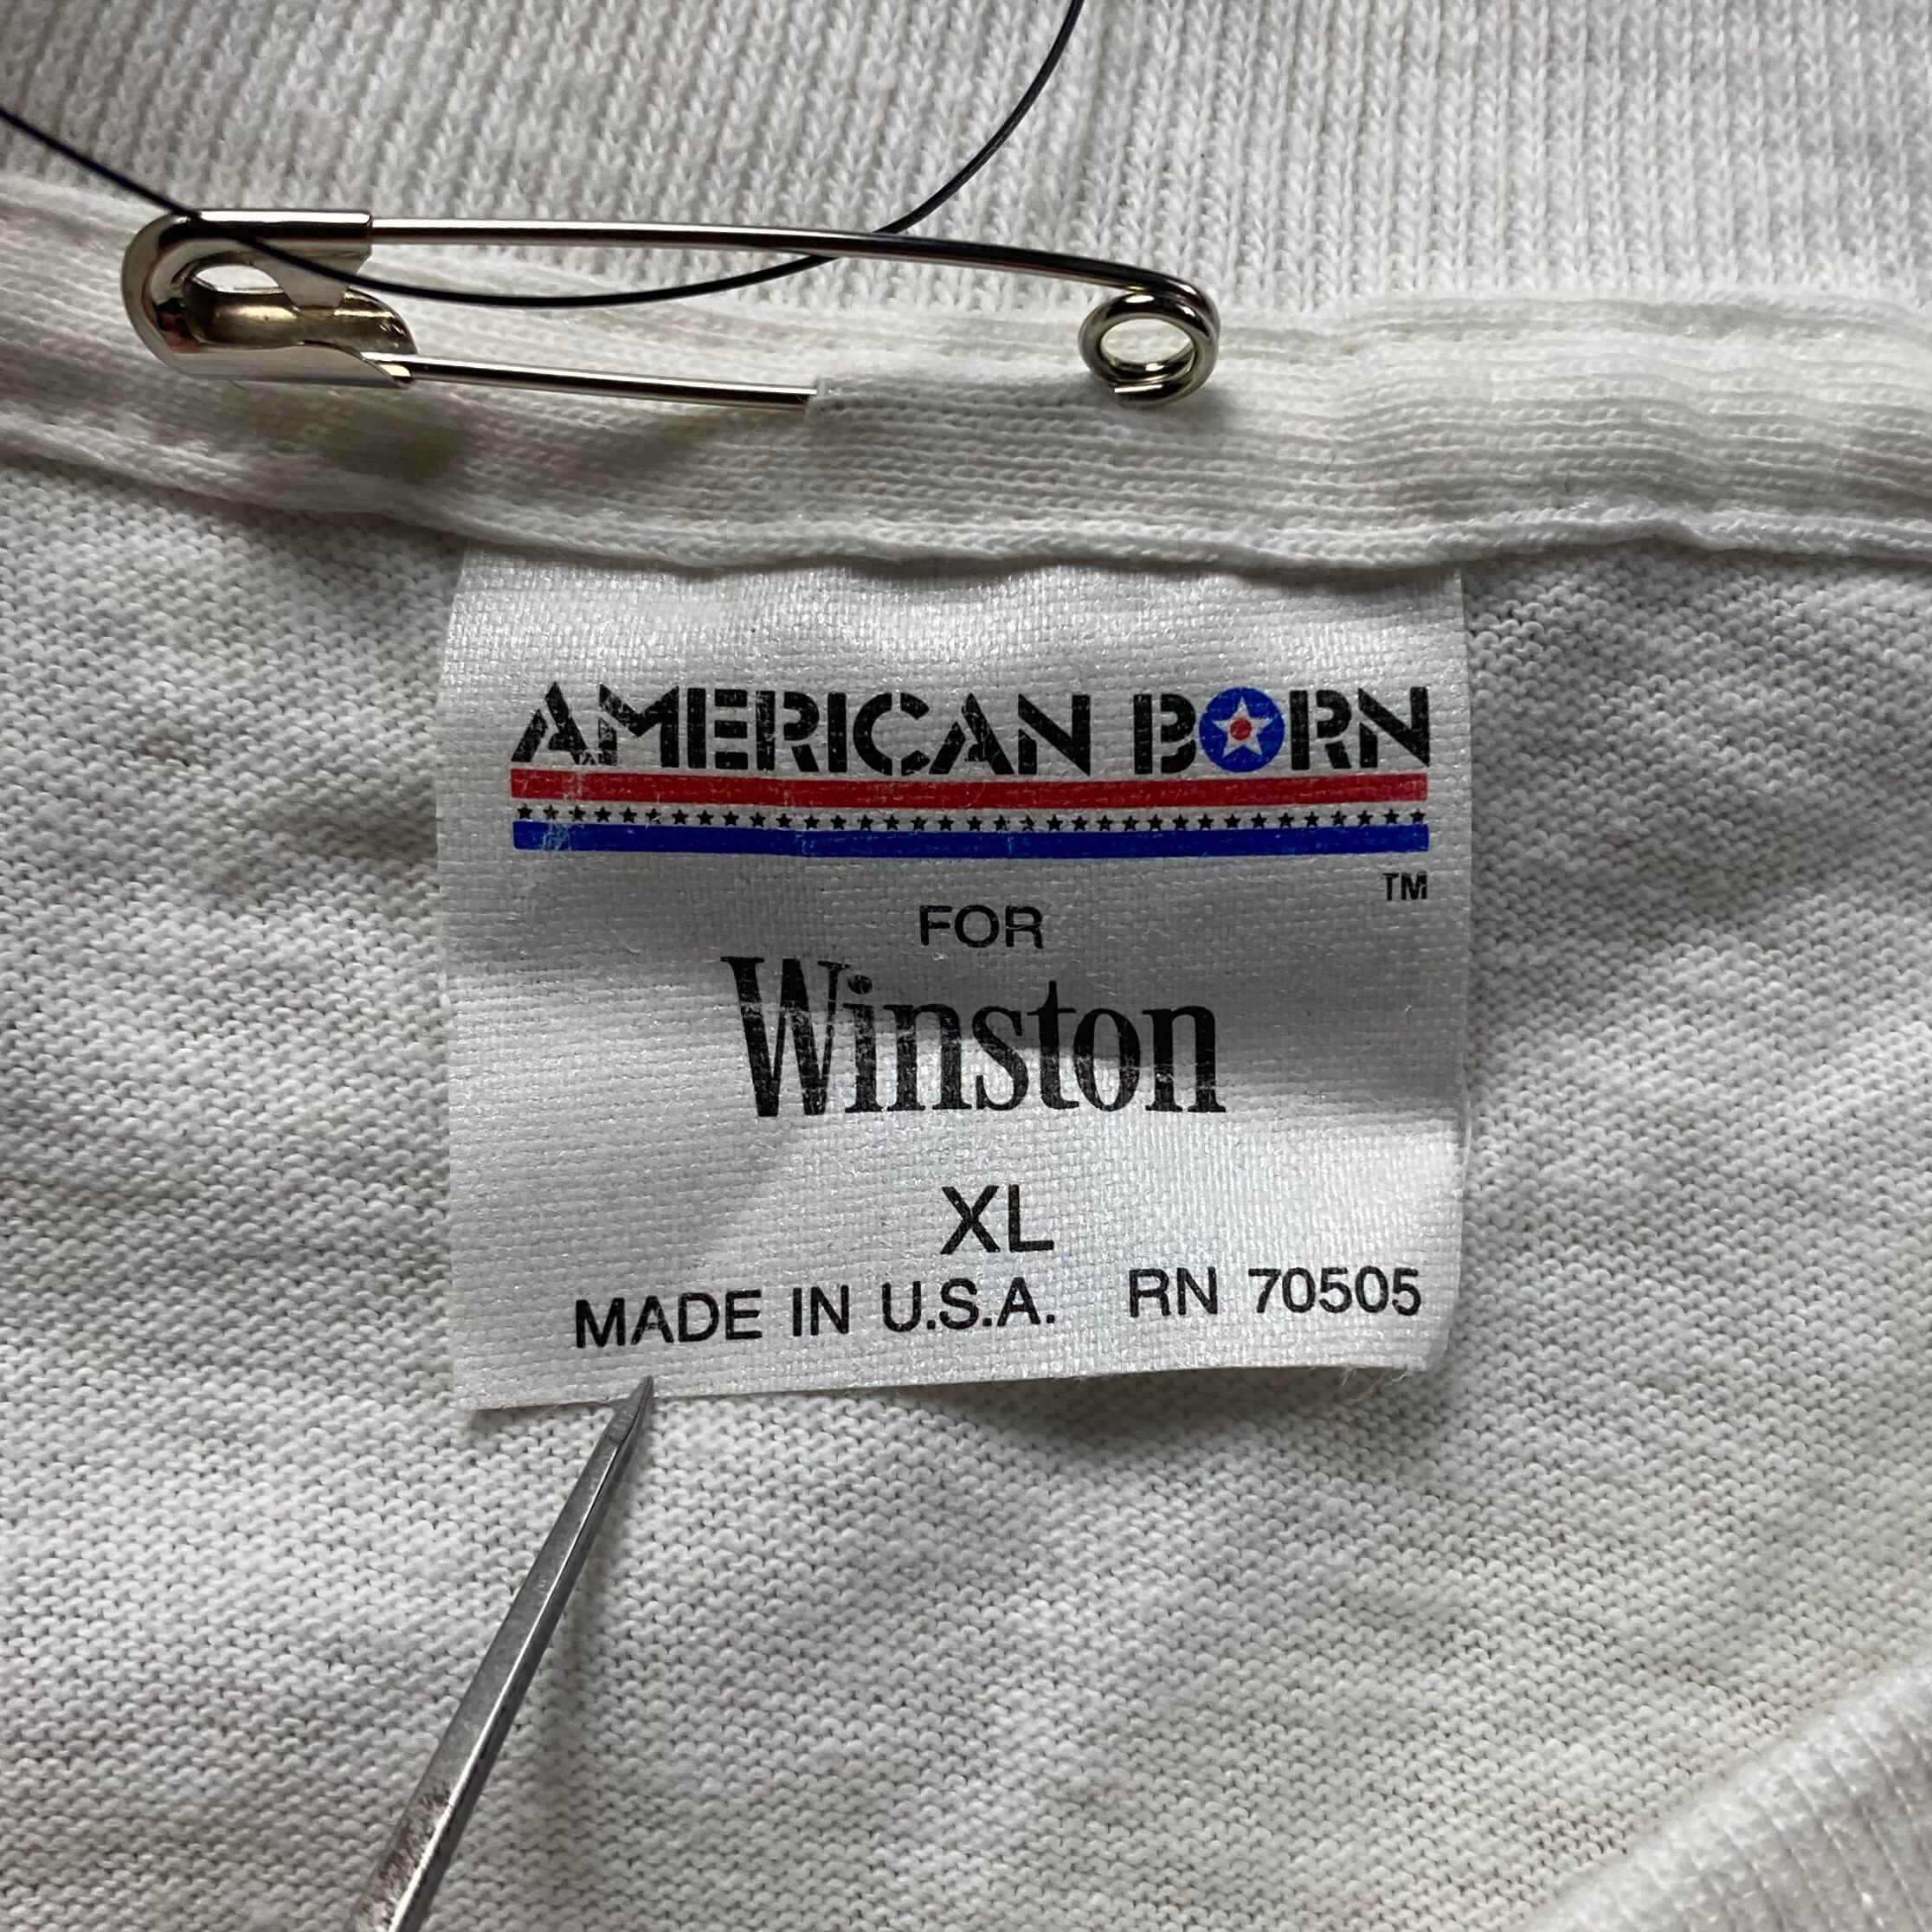 AMERICAN BORN
TM
FOR
Winston
XL
MADE IN U.S.A. RN 70505